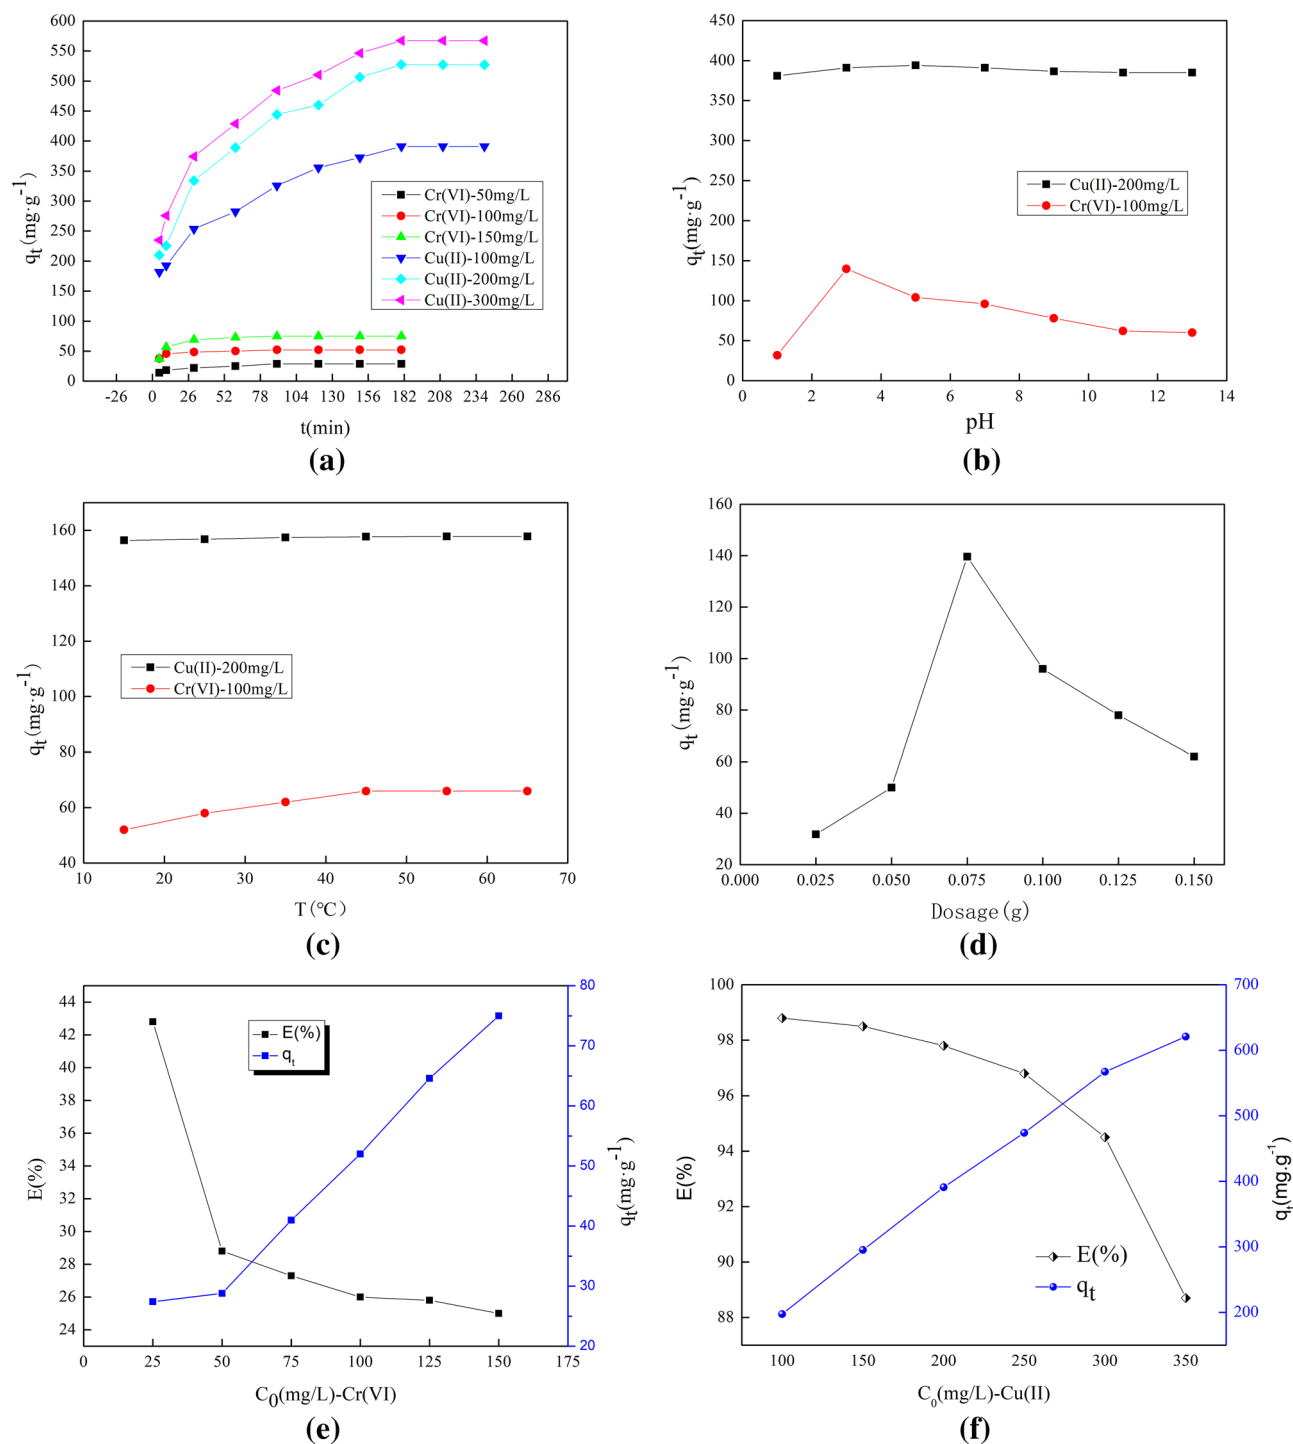 600
550
500
450
400
350
300
250
200
150
100
50
0
-26 0 26 52 78 104 130 156 182 208 234 260 286
qt(mg·g-1)
t(min)
Cr(VI)-50mg/L
Cr(VI)-100mg/L
Cr(VI)-150mg/L
Cu(II)-100mg/L
Cu(II)-200mg/L
Cu(II)-300mg/L
(a)
450
400
350
300
250
200
150
100
50
0
0 2 4 6 8 10 12 14
qt(mg·g-1)
pH
Cu(II)-200mg/L
Cr(VI)-100mg/L
(b)
160
140
120
100
80
60
40
10 20 30 40 50 60 70
qt(mg·g-1)
T(℃)
Cu(II)-200mg/L
Cr(VI)-100mg/L
(c)
160
140
120
100
80
60
40
20
0.000 0.025 0.050 0.075 0.100 0.125 0.150
qt(mg·g-1)
Dosage(g)
(d)
44
42
40
38
36
34
32
30
28
26
24
0 25 50 75 100 125 150 175
80
70
60
50
40
30
20
E(%)
qt(mg·g-1)
E(%)
qt
C0(mg/L)-Cr(VI)
(e)
100
98
96
94
92
90
88
100 150 200 250 300 350
700
600
500
400
300
200
E(%)
qt(mg.g-1)
E(%)
qt
C0(mg/L)-Cu(II)
(f)